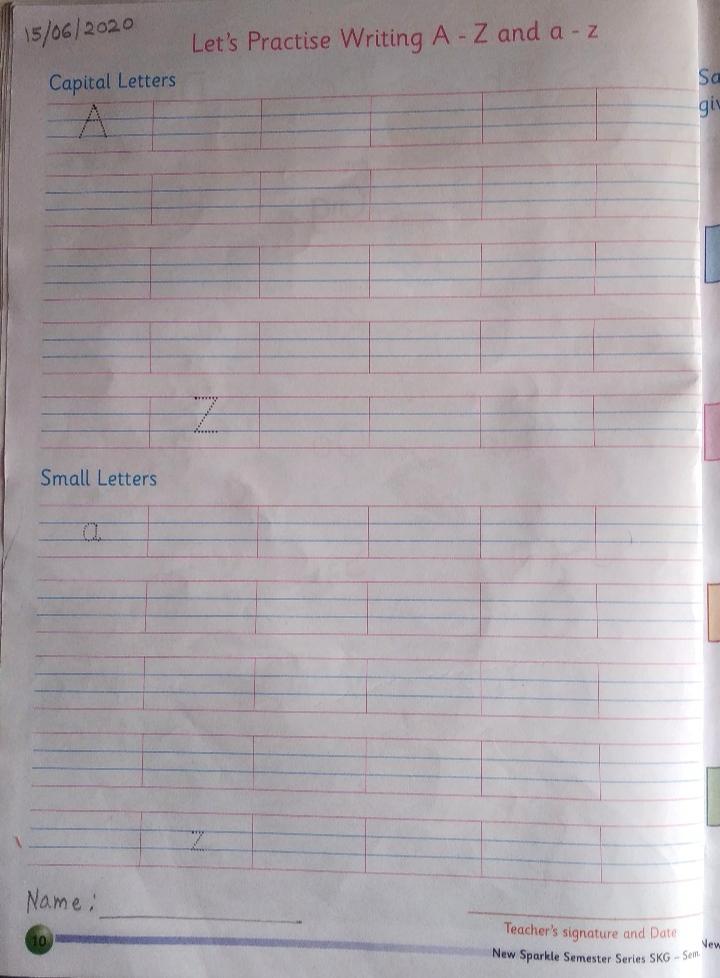 15/06/2020
Let's Practise Writing A - Z and a - z
Capital Letters
A
Z
Small Letters
a
z
Name:
Teacher's signature and Date
10
New Sparkle Semester Series SKG - Sem
Sa
giv
New